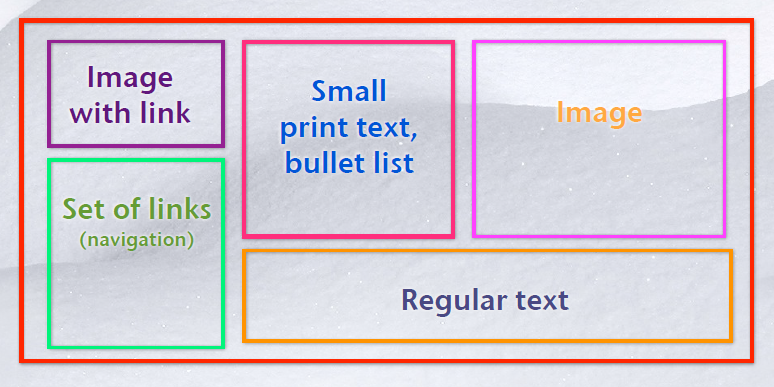 Image
with link
Set of links
(navigation)
Small
print text,
bullet list
Image
Regular text